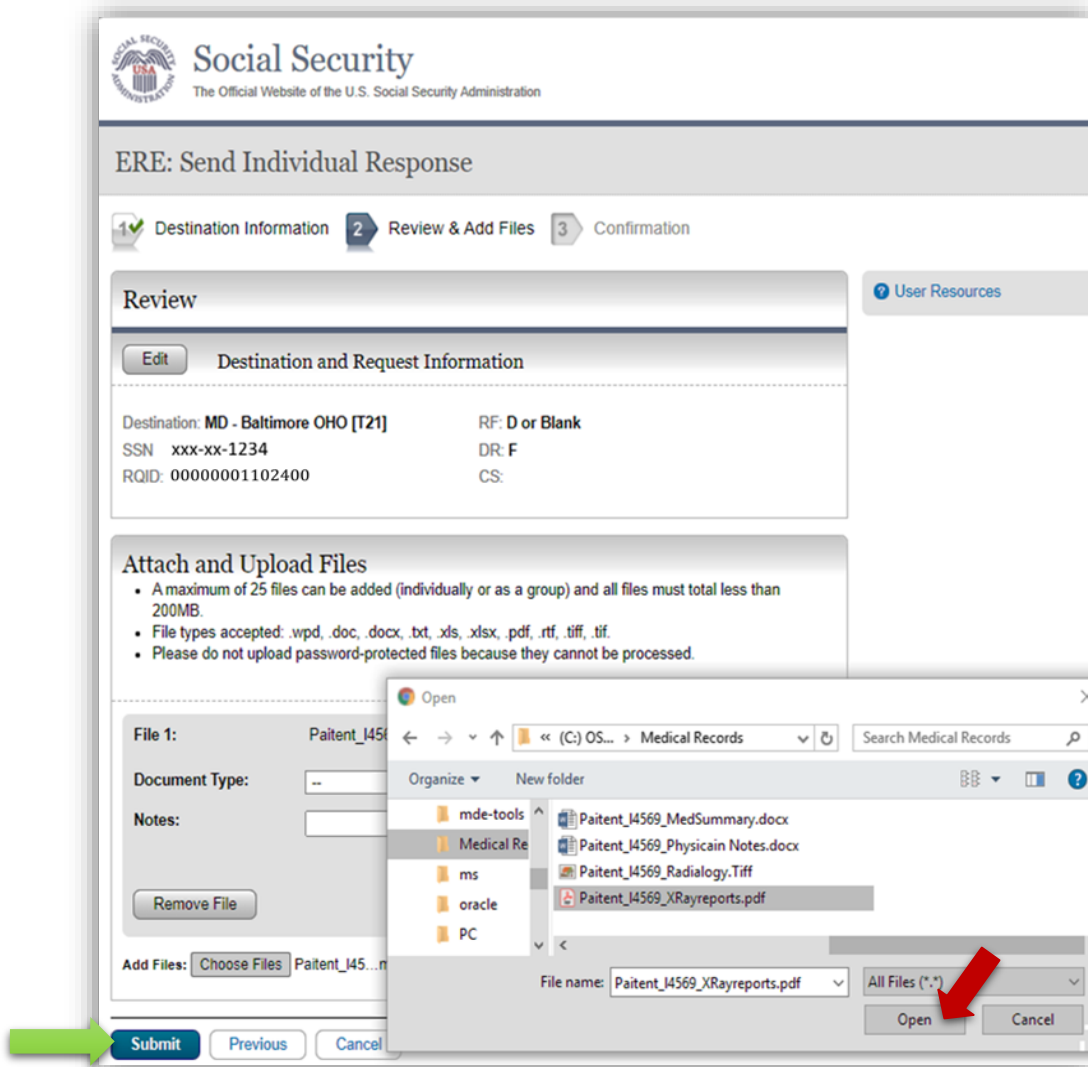 SOCIAL SECURITY ADMINISTRATION
USA
Social Security
The Official Website of the U.S. Social Security Administration
ERE: Send Individual Response
1 Destination Information 2 Review & Add Files 3 Confirmation
Review
? User Resources
Edit Destination and Request Information
Destination: MD - Baltimore OHO [T21] RF: D or Blank
SSN xxx-xx-1234 DR: F
RQID: 00000001102400 CS:
Attach and Upload Files
• A maximum of 25 files can be added (individually or as a group) and all files must total less than
200MB.
• File types accepted: .wpd, .doc, .docx, .txt, .xls, .xlsx, .pdf, .rtf, .tiff, .tif.
• Please do not upload password-protected files because they cannot be processed.
File 1: Paitent_I456
Document Type: --
Notes:
Remove File
Add Files: Choose Files Paitent_I45...m
Submit Previous Cancel
Open
« (C:) OS... > Medical Records Search Medical Records
Organize New folder ?
mde-tools
Medical Re
ms
oracle
PC
Paitent_I4569_MedSummary.docx
Paitent_I4569_Physicain Notes.docx
Paitent_I4569_Radialogy.Tiff
Paitent_I4569_XRayreports.pdf
File name: Paitent_I4569_XRayreports.pdf All Files (*.*)
Open Cancel